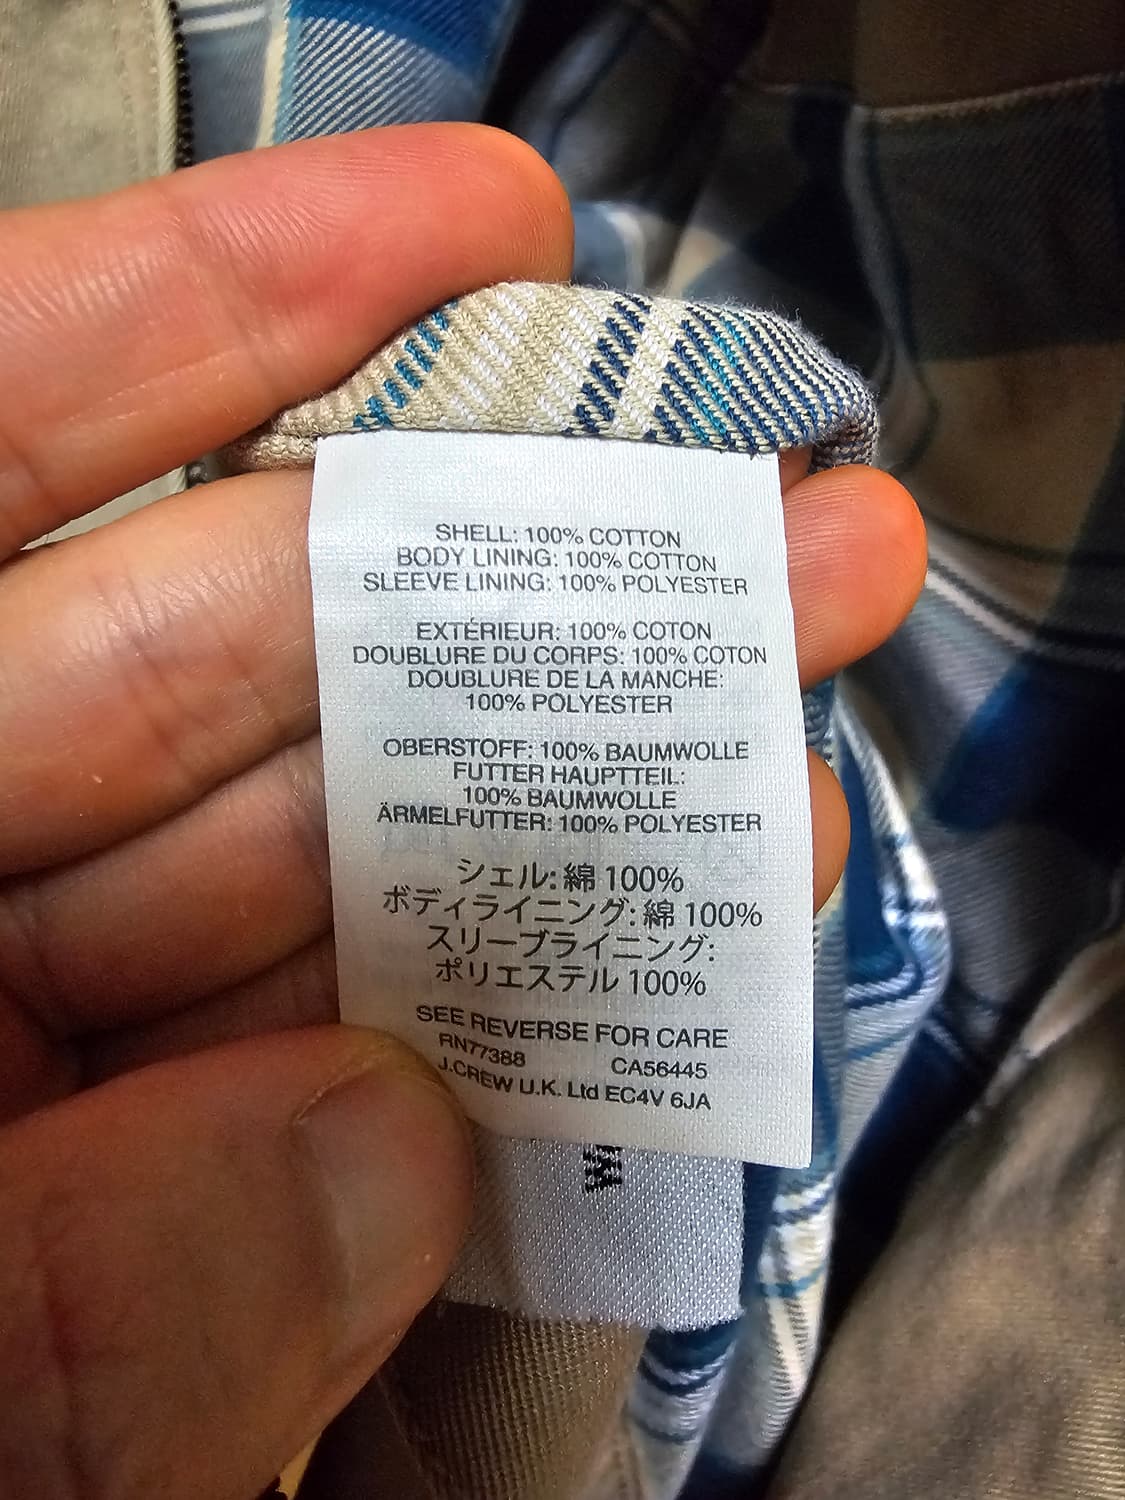 SHELL: 100% COTTON
BODY LINING: 100% COTTON
SLEEVE LINING: 100% POLYESTER
EXTÉRIEUR: 100% COTON
DOUBLURE DU CORPS: 100% COTON
DOUBLURE DE LA MANCHE:
100% POLYESTER
OBERSTOFF: 100% BAUMWOLLE
FUTTER HAUPTTEIL:
100% BAUMWOLLE
ÄRMELFUTTER: 100% POLYESTER
シェル: 綿 100%
ボディライニング: 綿 100%
スリーブライニング:
ポリエステル 100%
SEE REVERSE FOR CARE
RN77388 CA56445
J.CREW U.K. Ltd EC4V 6JA